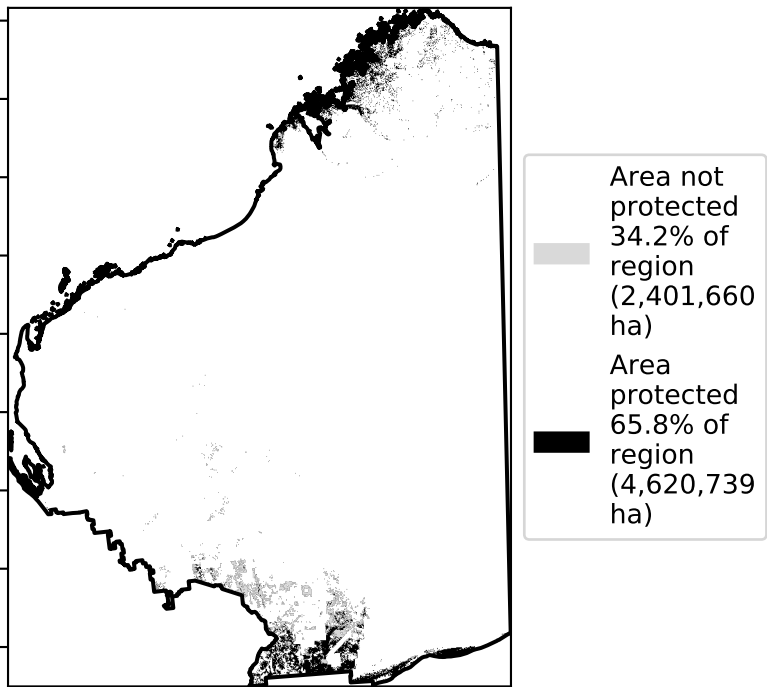 Area not
protected
34.2% of
region
(2,401,660
ha)
Area
protected
65.8% of
region
(4,620,739
ha)